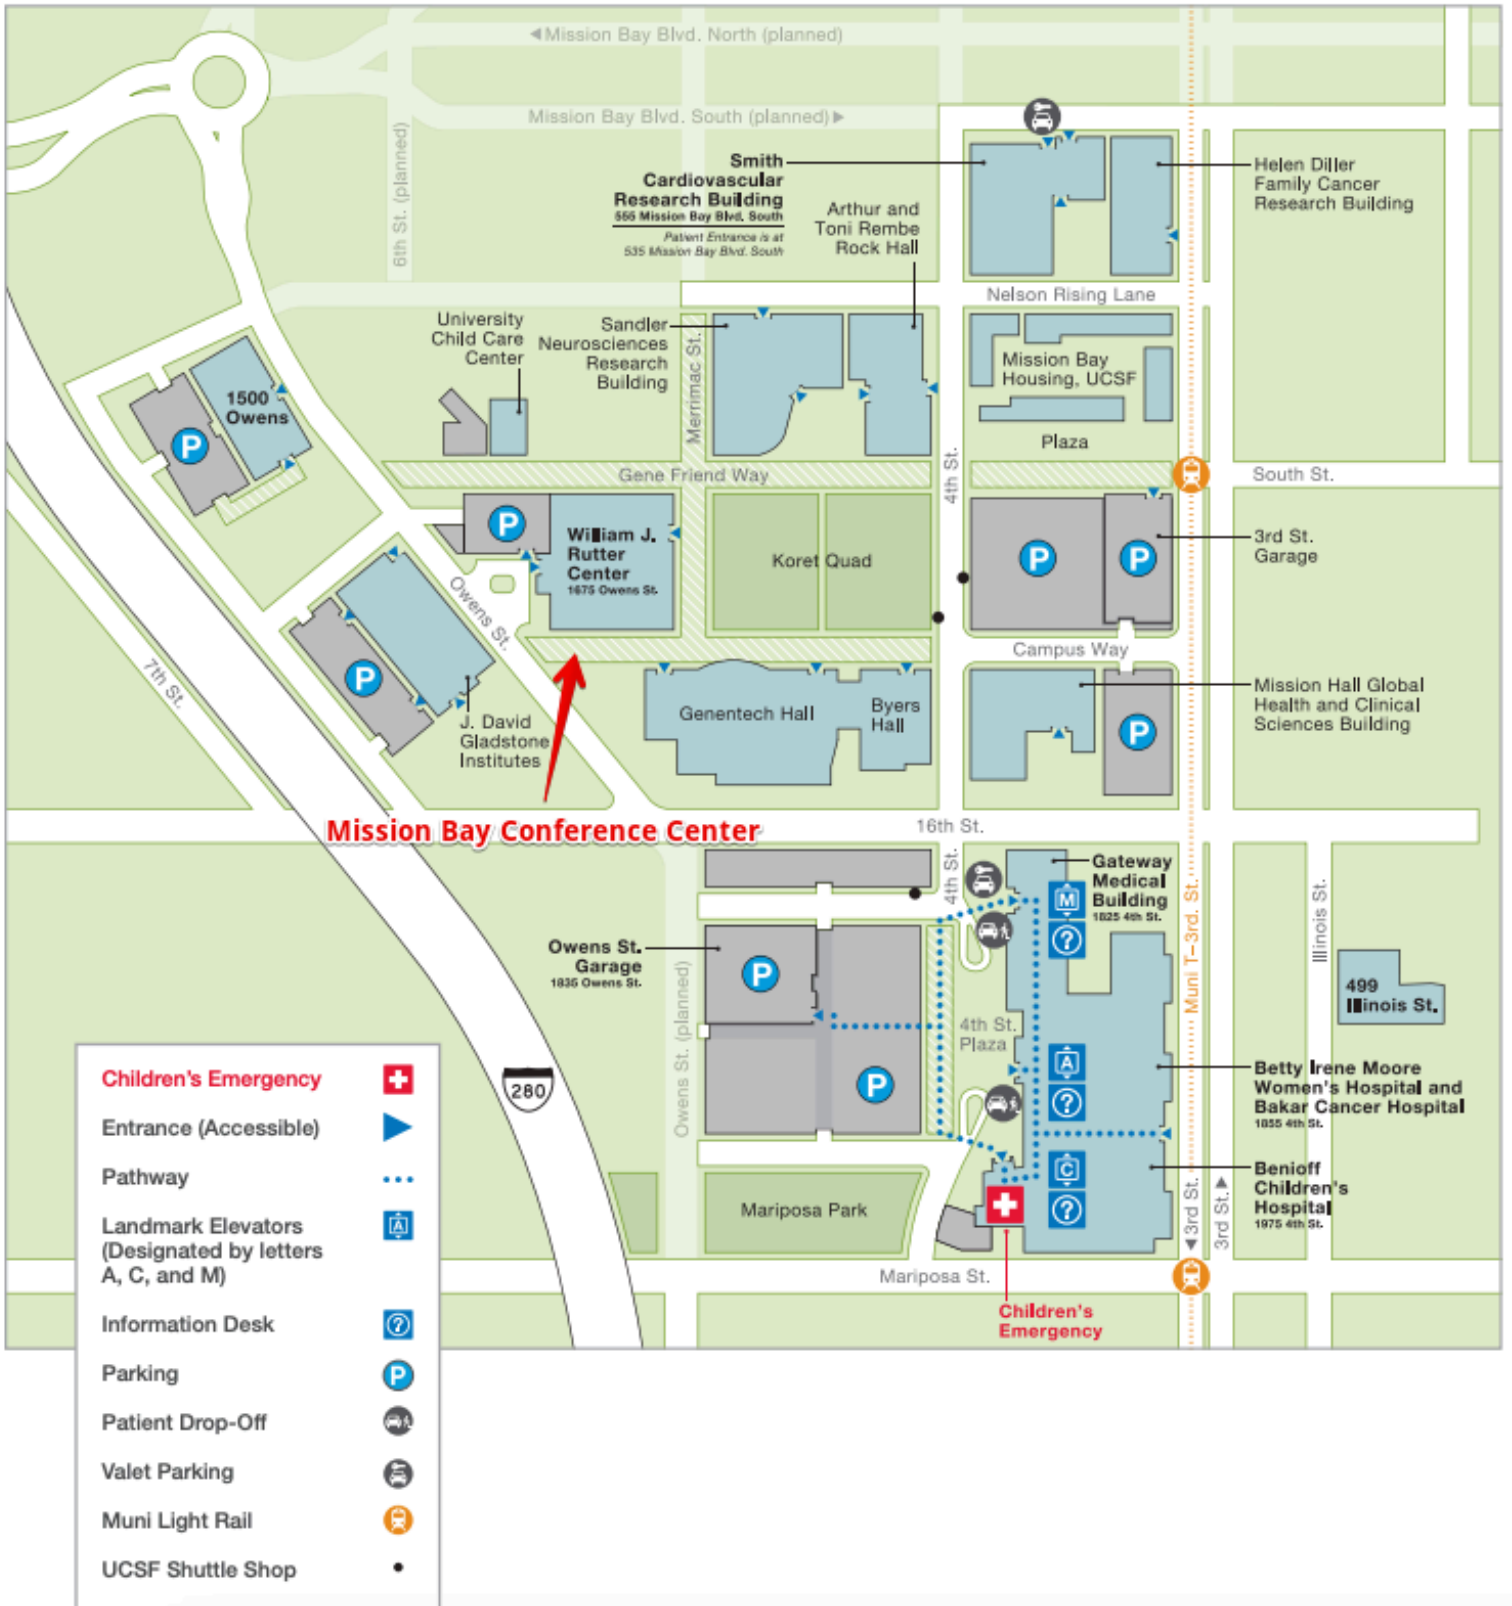 ◀Mission Bay Blvd. North (planned)
Mission Bay Blvd. South (planned)▶
6th St. (planned)
Smith
Cardiovascular
Research Building
555 Mission Bay Blvd. South
Patient Entrance is at
535 Mission Bay Blvd. South
Arthur and
Toni Rembe
Rock Hall
Helen Diller
Family Cancer
Research Building
Nelson Rising Lane
University
Child Care
Center
Sandler
Neurosciences
Research
Building
Merrimac St.
Mission Bay
Housing, UCSF
Plaza
1500
Owens
P
Gene Friend Way
4th St.
South St.
P
William J.
Rutter
Center
1675 Owens St.
Koret Quad
P
P
3rd St.
Garage
Owens St.
7th St.
P
J. David
Gladstone
Institutes
Campus Way
Genentech Hall
Byers
Hall
Mission Hall Global
Health and Clinical
Sciences Building
P
Mission Bay Conference Center
16th St.
4th St.
Gateway
Medical
Building
1825 4th St.
M
?
Muni T–3rd. St.
Illinois St.
Owens St.
Garage
1835 Owens St.
P
P
Owens St. (planned)
4th St.
Plaza
499
Illinois St.
A
?
Betty Irene Moore
Women's Hospital and
Bakar Cancer Hospital
1855 4th St.
C
?
Benioff
Children's
Hospital
1975 4th St.
280
Mariposa Park
◀3rd St.
3rd St.▶
Mariposa St.
Children's
Emergency
Children's Emergency
Entrance (Accessible)
Pathway
Landmark Elevators
(Designated by letters
A, C, and M)
A
Information Desk
?
Parking
P
Patient Drop-Off
Valet Parking
Muni Light Rail
UCSF Shuttle Shop